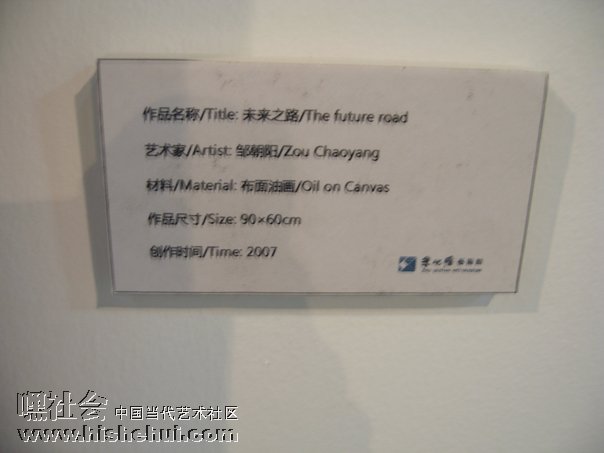 作品名称/Title: 未来之路/The future road
艺术家/Artist: 邹朝阳/Zou Chaoyang
材料/Material: 布面油画/Oil on Canvas
作品尺寸/Size: 90×60cm
创作时间/Time: 2007
嘿社会 中国当代艺术社区
www.hishehui.com